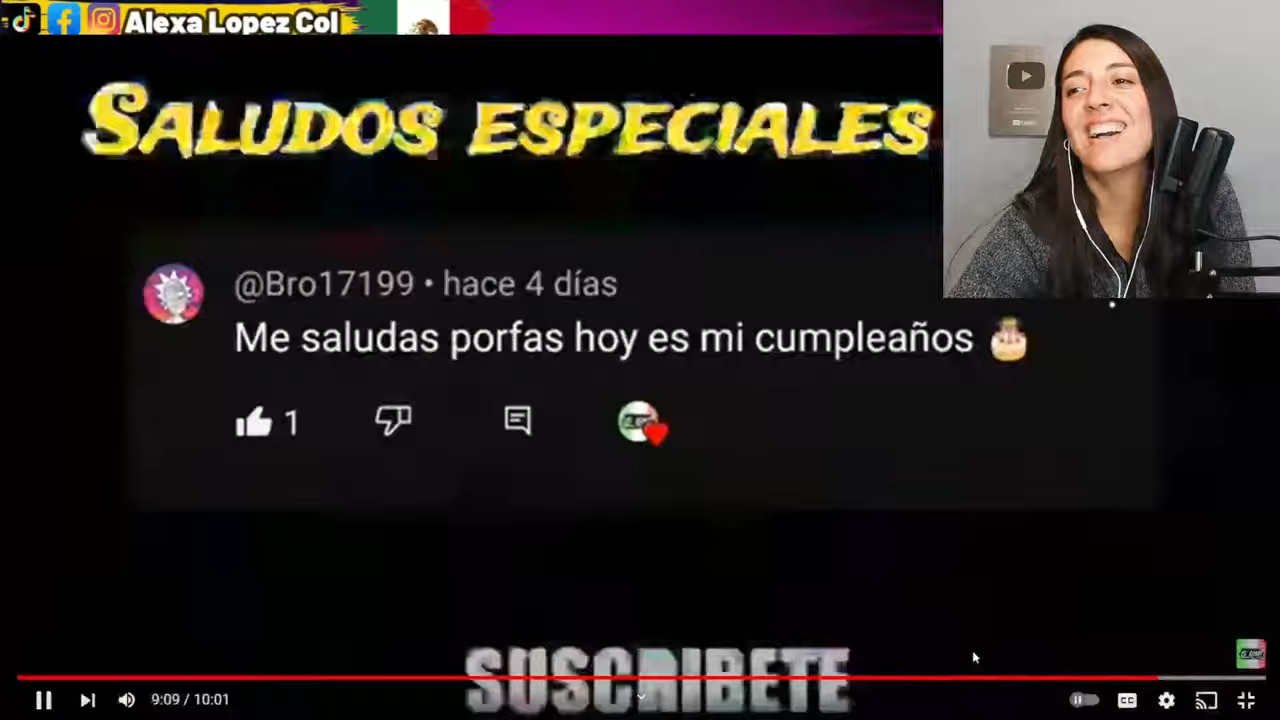 Alexa Lopez Col
SALUDOS ESPECIALES
@Bro17199 • hace 4 días
Me saludas porfas hoy es mi cumpleaños 🎂
1
SUSCRIBETE
9:09 / 10:01
CC